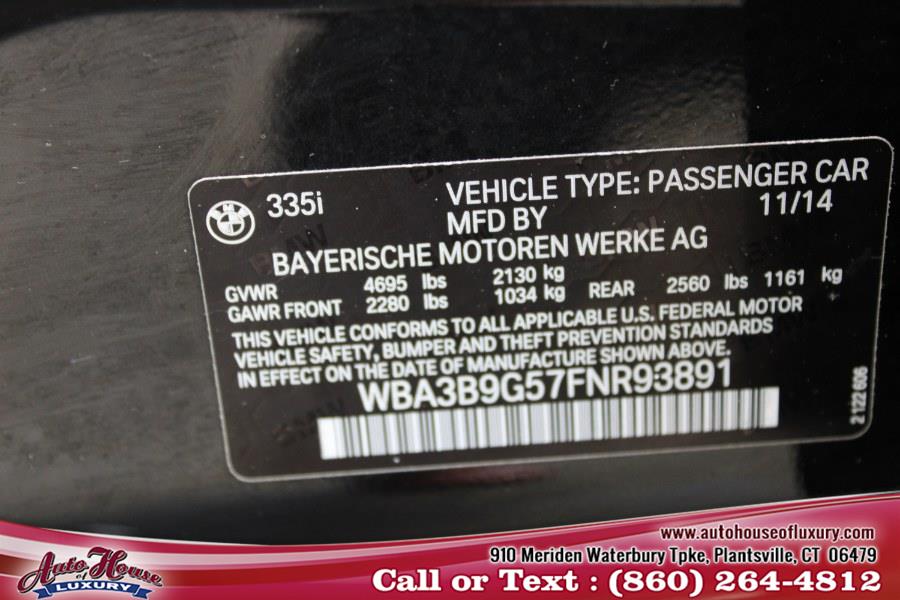 335i
VEHICLE TYPE: PASSENGER CAR
MFD BY 11/14
BAYERISCHE MOTOREN WERKE AG
GVWR 4695 lbs 2130 kg
GAWR FRONT 2280 lbs 1034 kg REAR 2560 lbs 1161 kg
THIS VEHICLE CONFORMS TO ALL APPLICABLE U.S. FEDERAL MOTOR
VEHICLE SAFETY, BUMPER AND THEFT PREVENTION STANDARDS
IN EFFECT ON THE DATE OF MANUFACTURE SHOWN ABOVE.
WBA3B9G57FNR93891
2122606
Auto House
of
LUXURY
www.autohouseofluxury.com
910 Meriden Waterbury Tpke, Plantsville, CT 06479
Call or Text : (860) 264-4812